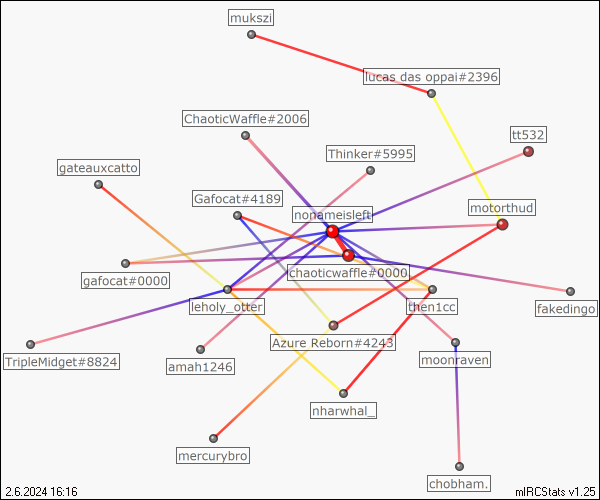 mukszi
lucas das oppai#2396
ChaoticWaffle#2006
tt532
Thinker#5995
gateauxcatto
Gafocat#4189
nonameisleft
motorthud
chaoticwaffle#0000
gafocat#0000
leholy_otter
then1cc
fakedingo
Azure Reborn#4243
TripleMidget#8824
amah1246
moonraven
nharwhal_
mercurybro
chobham.
2.6.2024 16:16
mIRCStats v1.25